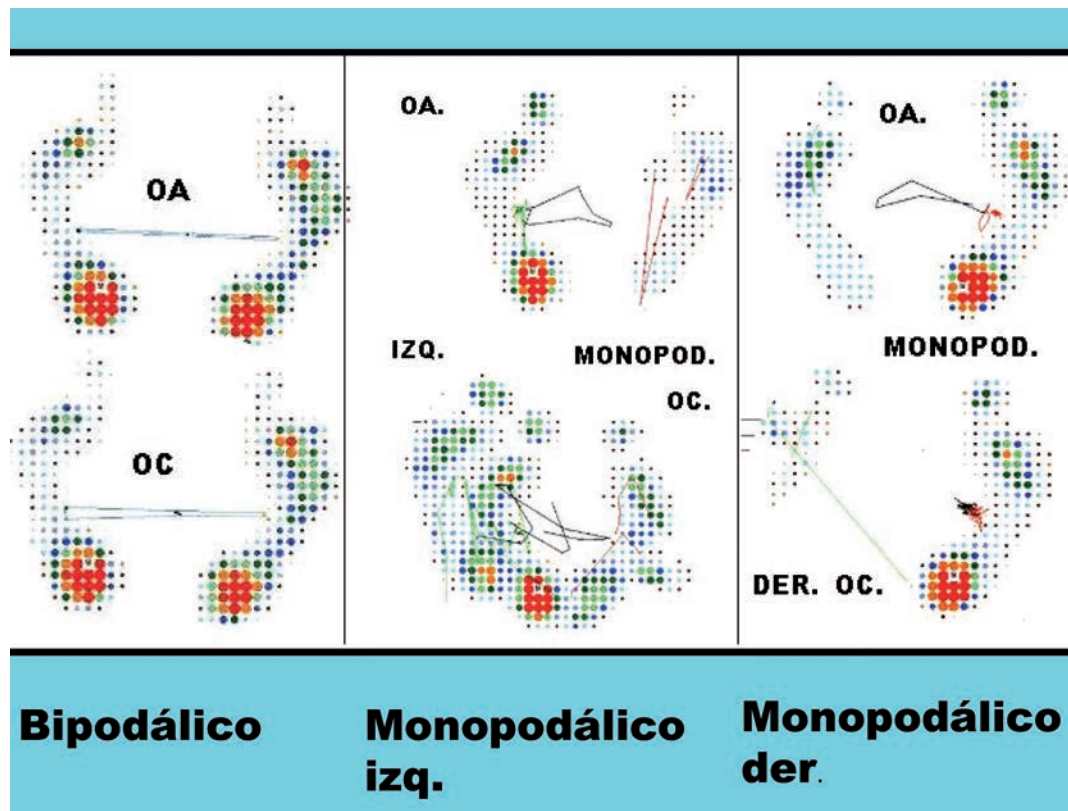 OA
OC
OA.
IZQ.
MONOPOD.
OC.
OA.
MONOPOD.
DER. OC.
Bipodálico
Monopodálico
izq.
Monopodálico
der.